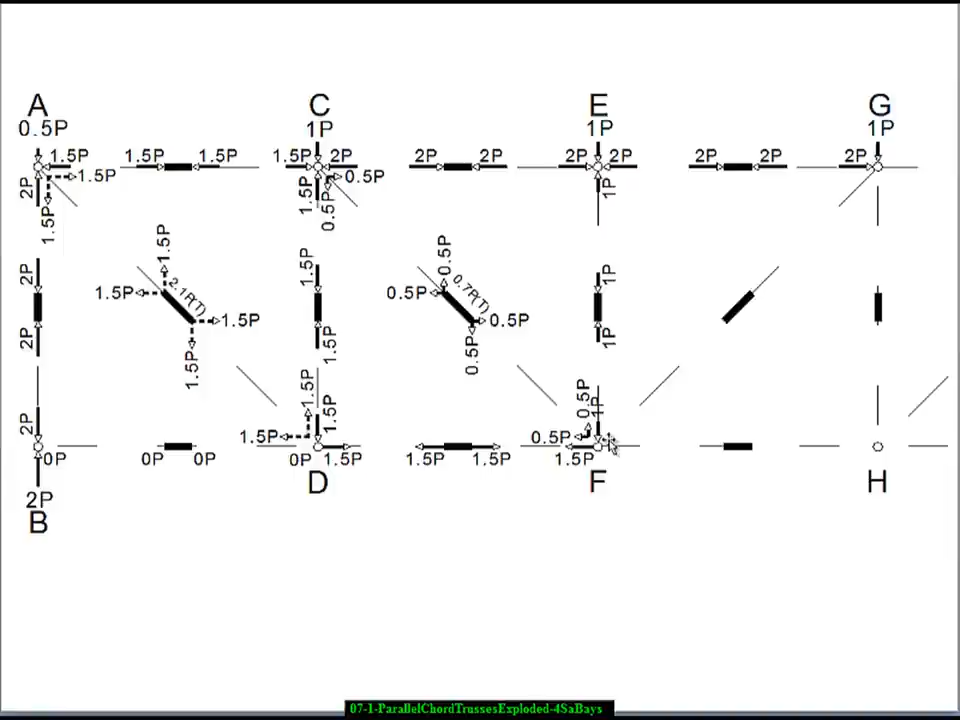 A C E G
0.5P 1P 1P 1P
1.5P 1.5P 1.5P 1.5P 2P 2P 2P 2P 2P 2P 2P 2P
1.5P 0.5P
2P 1.5P 1.5P 0.5P 1P
2P 1.5P 1.5P 0.5P 1P
1.5P 2.1P(T) 0.5P 0.7P(T)
1.5P 0.5P
2P 1.5P 1.5P 0.5P 1P
2P 1.5P 1.5P 0.5P 1P
1.5P 0.5P
0P 0P 0P 0P 1.5P 1.5P 1.5P 1.5P
2P
B D F H
07-1-ParallelChordTrussesExploded-4SaBays